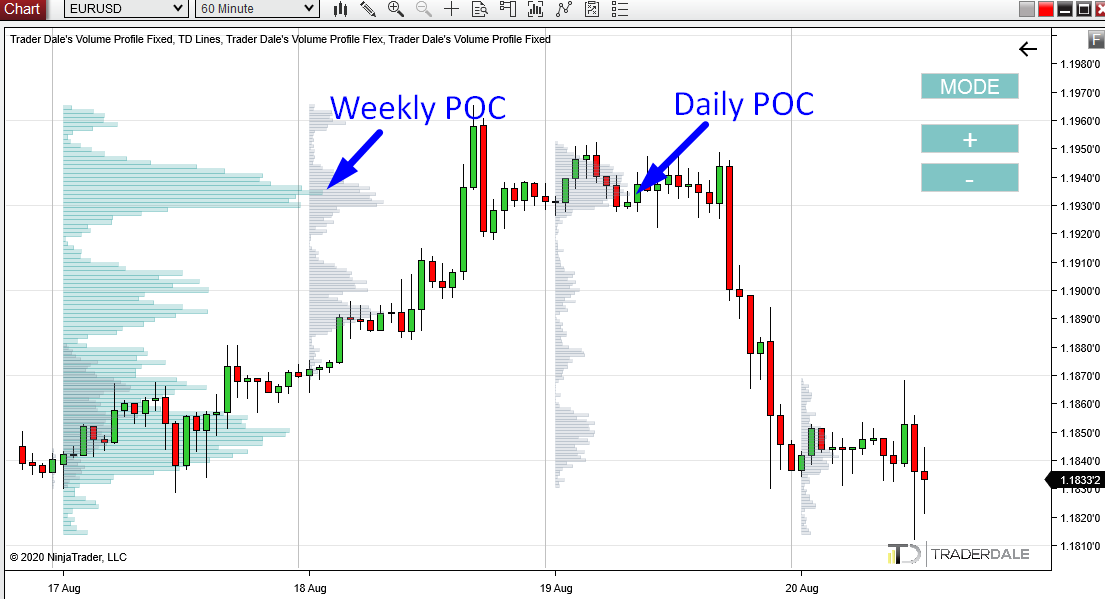 Chart EURUSD 60 Minute
Trader Dale's Volume Profile Fixed, TD Lines, Trader Dale's Volume Profile Flex, Trader Dale's Volume Profile Fixed
F
Weekly POC
Daily POC
MODE
+
-
1.1980'0
1.1970'0
1.1960'0
1.1950'0
1.1940'0
1.1930'0
1.1920'0
1.1910'0
1.1900'0
1.1890'0
1.1880'0
1.1870'0
1.1860'0
1.1850'0
1.1840'0
1.1833'2
1.1830'0
1.1820'0
1.1810'0
© 2020 NinjaTrader, LLC
TD TRADERDALE
17 Aug 18 Aug 19 Aug 20 Aug